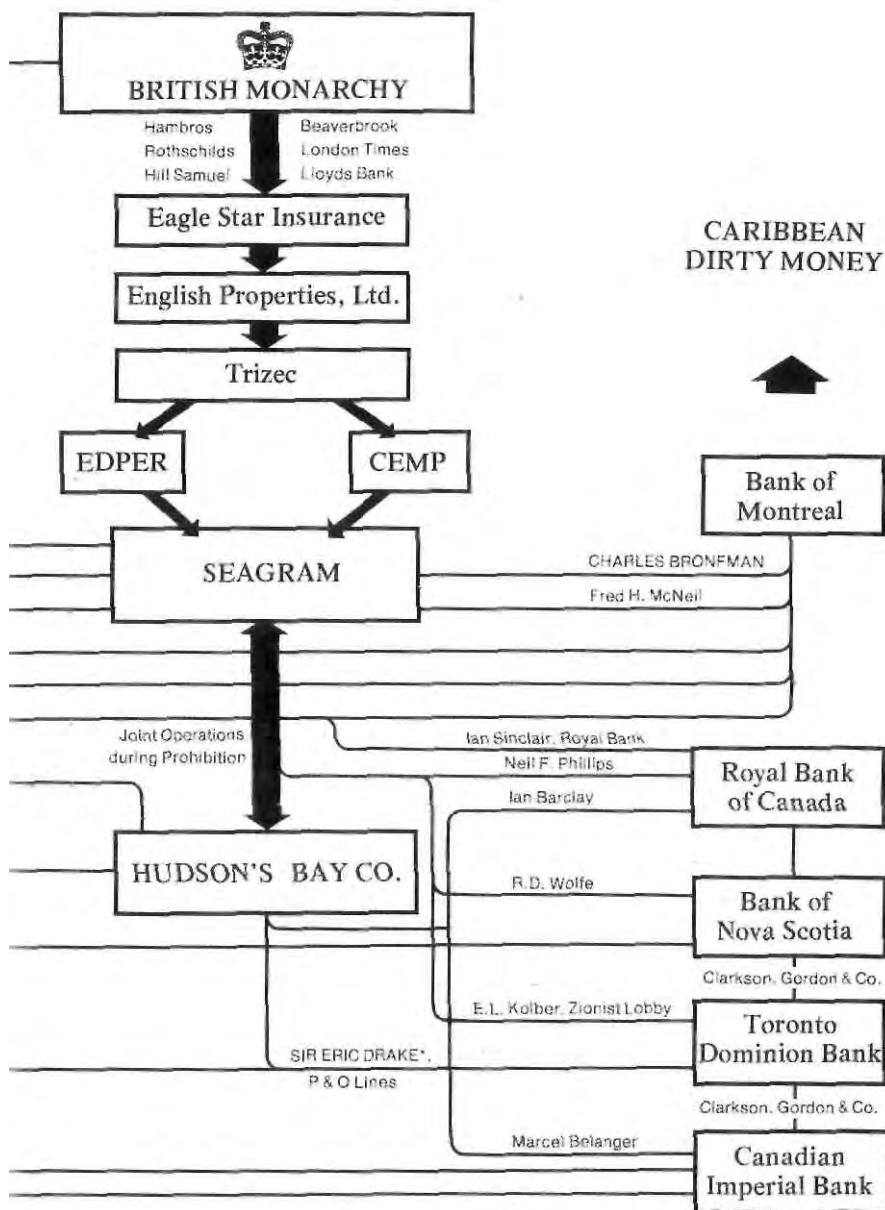 BRITISH MONARCHY
Hambros
Rothschilds
Hill Samuel
Beaverbrook
London Times
Lloyds Bank
Eagle Star Insurance
English Properties, Ltd.
Trizec
EDPER
CEMP
SEAGRAM
CARIBBEAN
DIRTY MONEY
Bank of
Montreal
CHARLES BRONFMAN
Fred H. McNeil
Joint Operations
during Prohibition
Ian Sinclair, Royal Bank
Neil F. Phillips
Ian Barclay
Royal Bank
of Canada
HUDSON'S BAY CO.
R.D. Wolfe
Bank of
Nova Scotia
Clarkson, Gordon & Co.
E.L. Kolber, Zionist Lobby
Toronto
Dominion Bank
SIR ERIC DRAKE*,
P & O Lines
Clarkson, Gordon & Co.
Marcel Belanger
Canadian
Imperial Bank